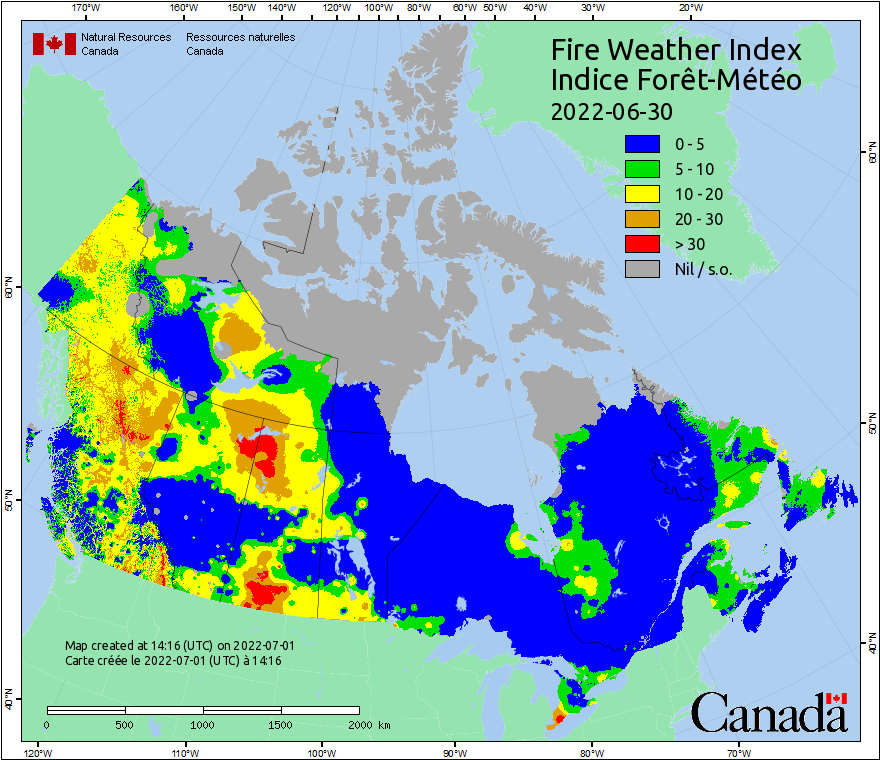 170°W 160°W 150°W 140°W 120°W 100°W 80°W 60°W 50°W 40°W 30°W 20°W
Natural Resources Canada
Ressources naturelles Canada
Fire Weather Index
Indice Forêt-Météo
2022-06-30
0 - 5
5 - 10
10 - 20
20 - 30
> 30
Nil / s.o.
60°N
50°N
40°N
60°N
50°N
40°N
Map created at 14:16 (UTC) on 2022-07-01
Carte créée le 2022-07-01 (UTC) à 14:16
0 500 1000 1500 2000 km
Canada
120°W 110°W 100°W 90°W 80°W 70°W